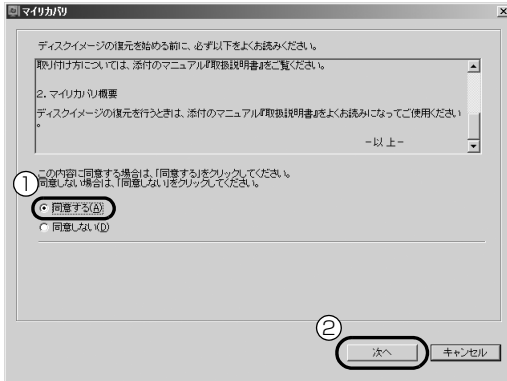 マイリカバリ
ディスクイメージの復元を始める前に、必ず以下をよくお読みください。
取り付け方については、添付のマニュアル『取扱説明書』をご覧ください。
2. マイリカバリ概要
ディスクイメージの復元を行うときは、添付のマニュアル『取扱説明書』をよくお読みになってご使用ください
。
-以上-
この内容に同意する場合は、「同意する」をクリックしてください。
同意しない場合は、「同意しない」をクリックしてください。
①
同意する(A)
同意しない(D)
②
次へ
キャンセル